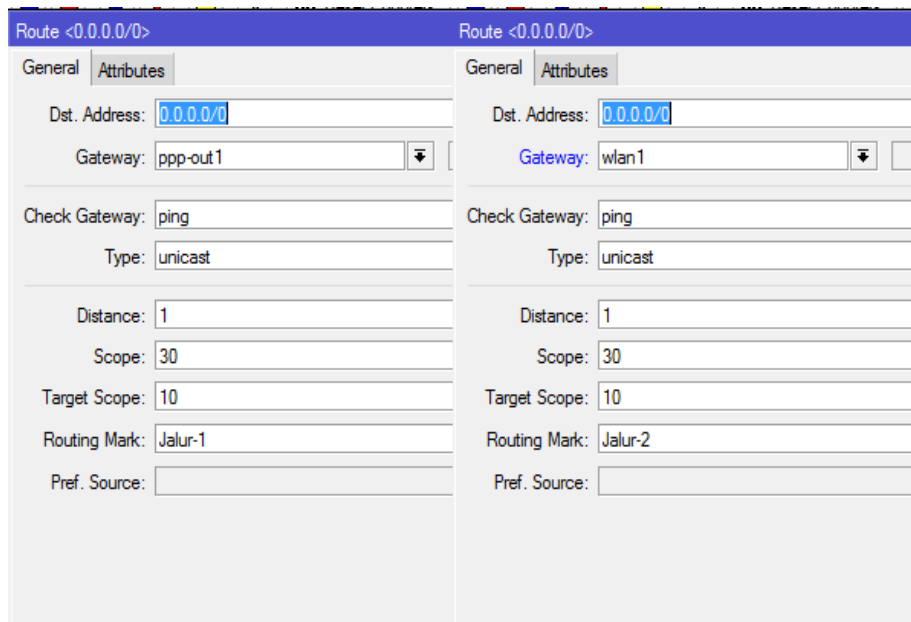 Route <0.0.0.0/0>
General Attributes
Dst. Address: 0.0.0.0/0
Gateway: ppp-out1
Check Gateway: ping
Type: unicast
Distance: 1
Scope: 30
Target Scope: 10
Routing Mark: Jalur-1
Pref. Source:
Route <0.0.0.0/0>
General Attributes
Dst. Address: 0.0.0.0/0
Gateway: wlan1
Check Gateway: ping
Type: unicast
Distance: 1
Scope: 30
Target Scope: 10
Routing Mark: Jalur-2
Pref. Source: